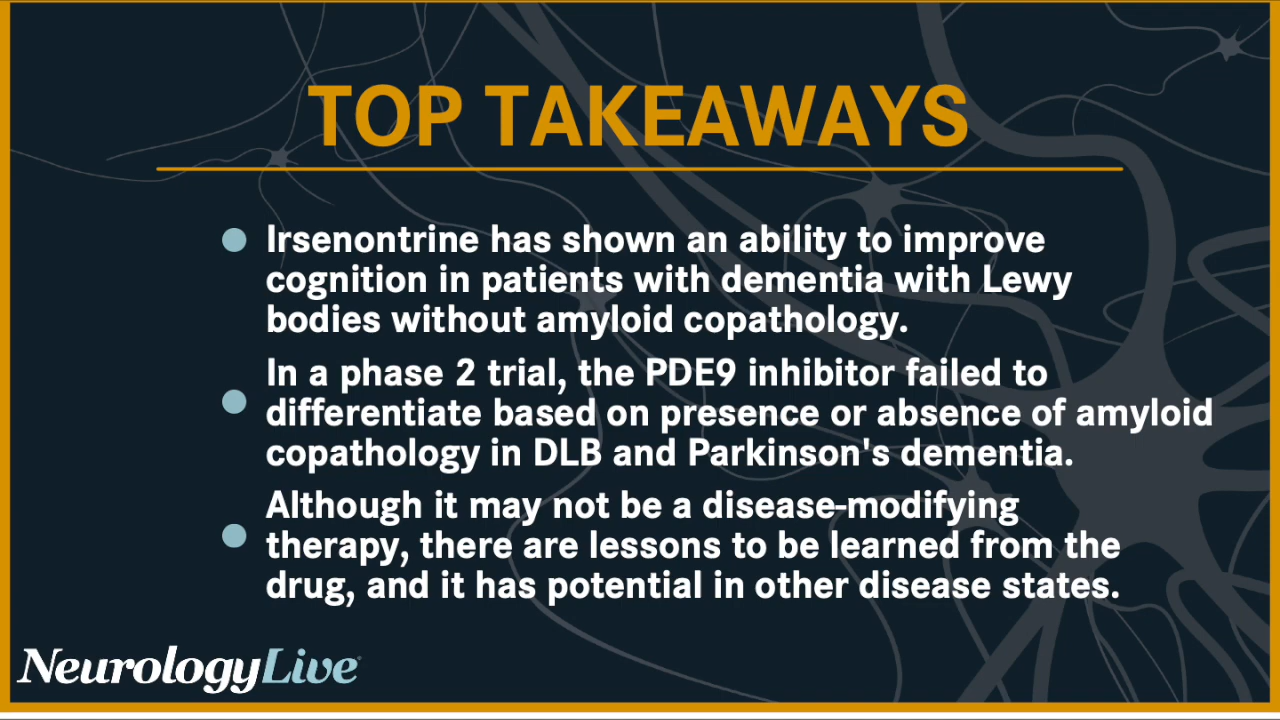 TOP TAKEAWAYS
Irsenontrine has shown an ability to improve
cognition in patients with dementia with Lewy
bodies without amyloid copathology.
In a phase 2 trial, the PDE9 inhibitor failed to
differentiate based on presence or absence of amyloid
copathology in DLB and Parkinson's dementia.
Although it may not be a disease-modifying
therapy, there are lessons to be learned from the
drug, and it has potential in other disease states.
NeurologyLive®